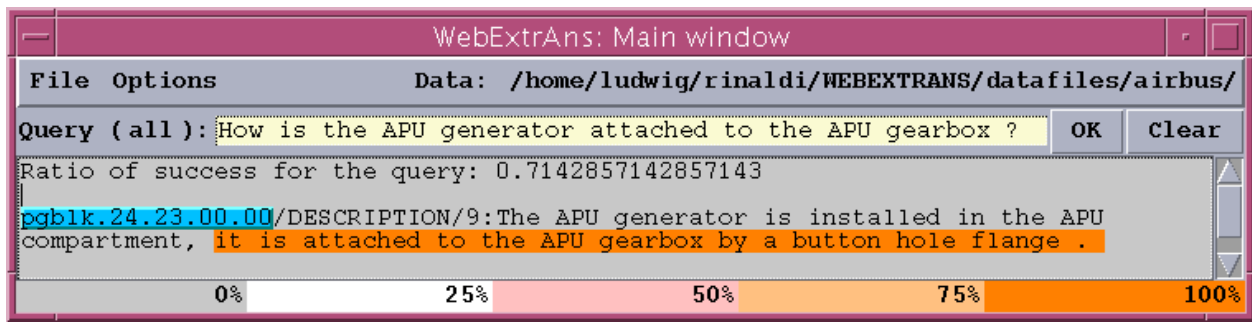 WebExtrAns: Main window
File Options Data: /home/ludwig/rinaldi/WEBEXTRANS/datafiles/airbus/
Query (all): How is the APU generator attached to the APU gearbox ? OK Clear
Ratio of success for the query: 0.7142857142857143
pgblk.24.23.00.00/DESCRIPTION/9:The APU generator is installed in the APU
compartment, it is attached to the APU gearbox by a button hole flange .
0% 25% 50% 75% 100%